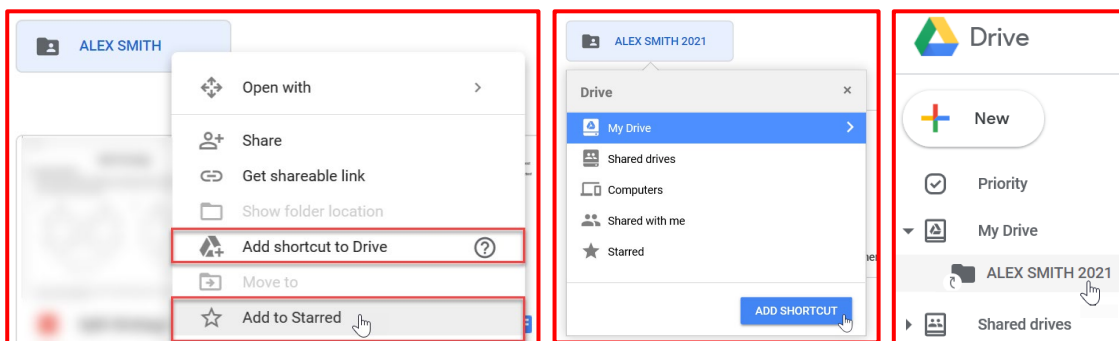 ALEX SMITH
Open with
Share
Get shareable link
Show folder location
Add shortcut to Drive
Move to
Add to Starred
ALEX SMITH 2021
Drive
My Drive
Shared drives
Computers
Shared with me
Starred
ADD SHORTCUT
Drive
New
Priority
My Drive
ALEX SMITH 2021
Shared drives